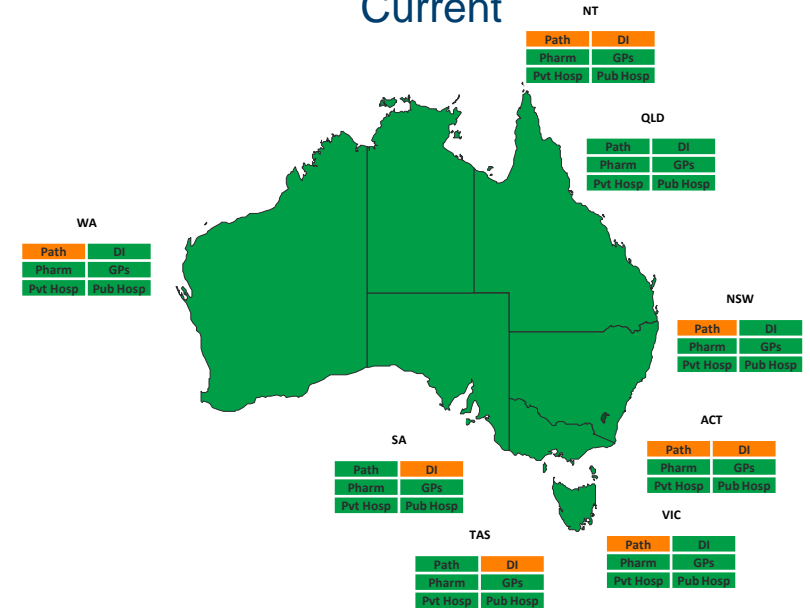 Current
NT
Path DI
Pharm GPs
Pvt Hosp Pub Hosp
QLD
Path DI
Pharm GPs
Pvt Hosp Pub Hosp
WA
Path DI
Pharm GPs
Pvt Hosp Pub Hosp
NSW
Path DI
Pharm GPs
Pvt Hosp Pub Hosp
ACT
Path DI
Pharm GPs
Pvt Hosp Pub Hosp
SA
Path DI
Pharm GPs
Pvt Hosp Pub Hosp
VIC
Path DI
Pharm GPs
Pvt Hosp Pub Hosp
TAS
Path DI
Pharm GPs
Pvt Hosp Pub Hosp